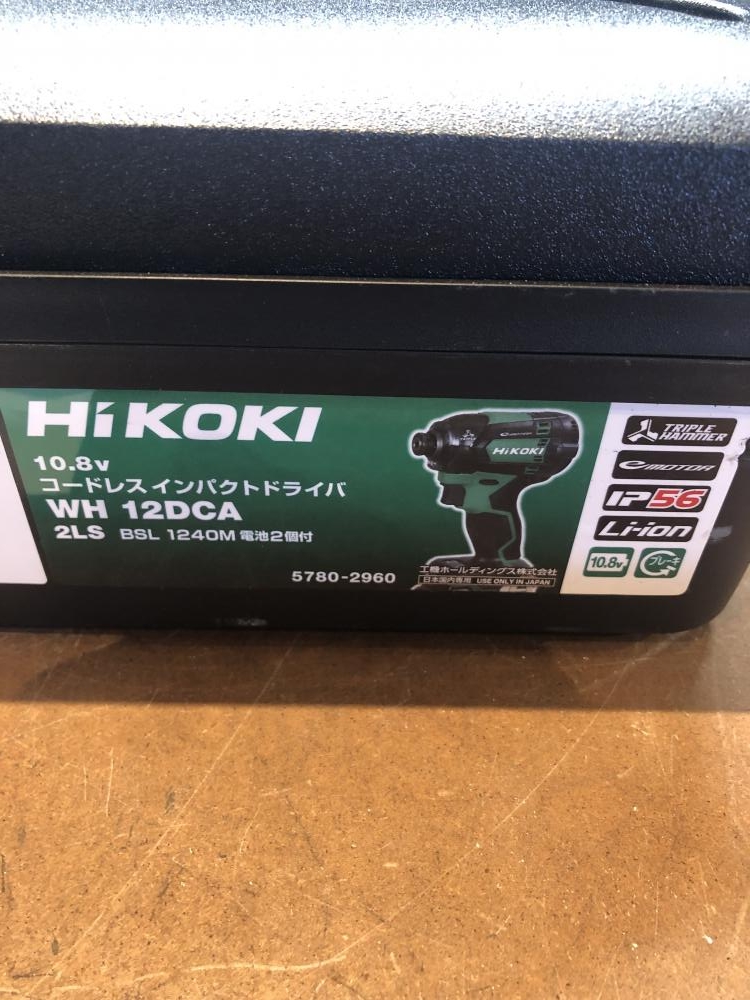 HiKOKI
10.8v
コードレス インパクトドライバ
WH 12DCA
2LS BSL 1240M 電池2個付
5780-2960
工機ホールディングス株式会社
日本国内専用 USE ONLY IN JAPAN
HiKOKI
TRIPLE
HAMMER
e MOTOR
IP56
Li-ion
10.8v
ブレーキ